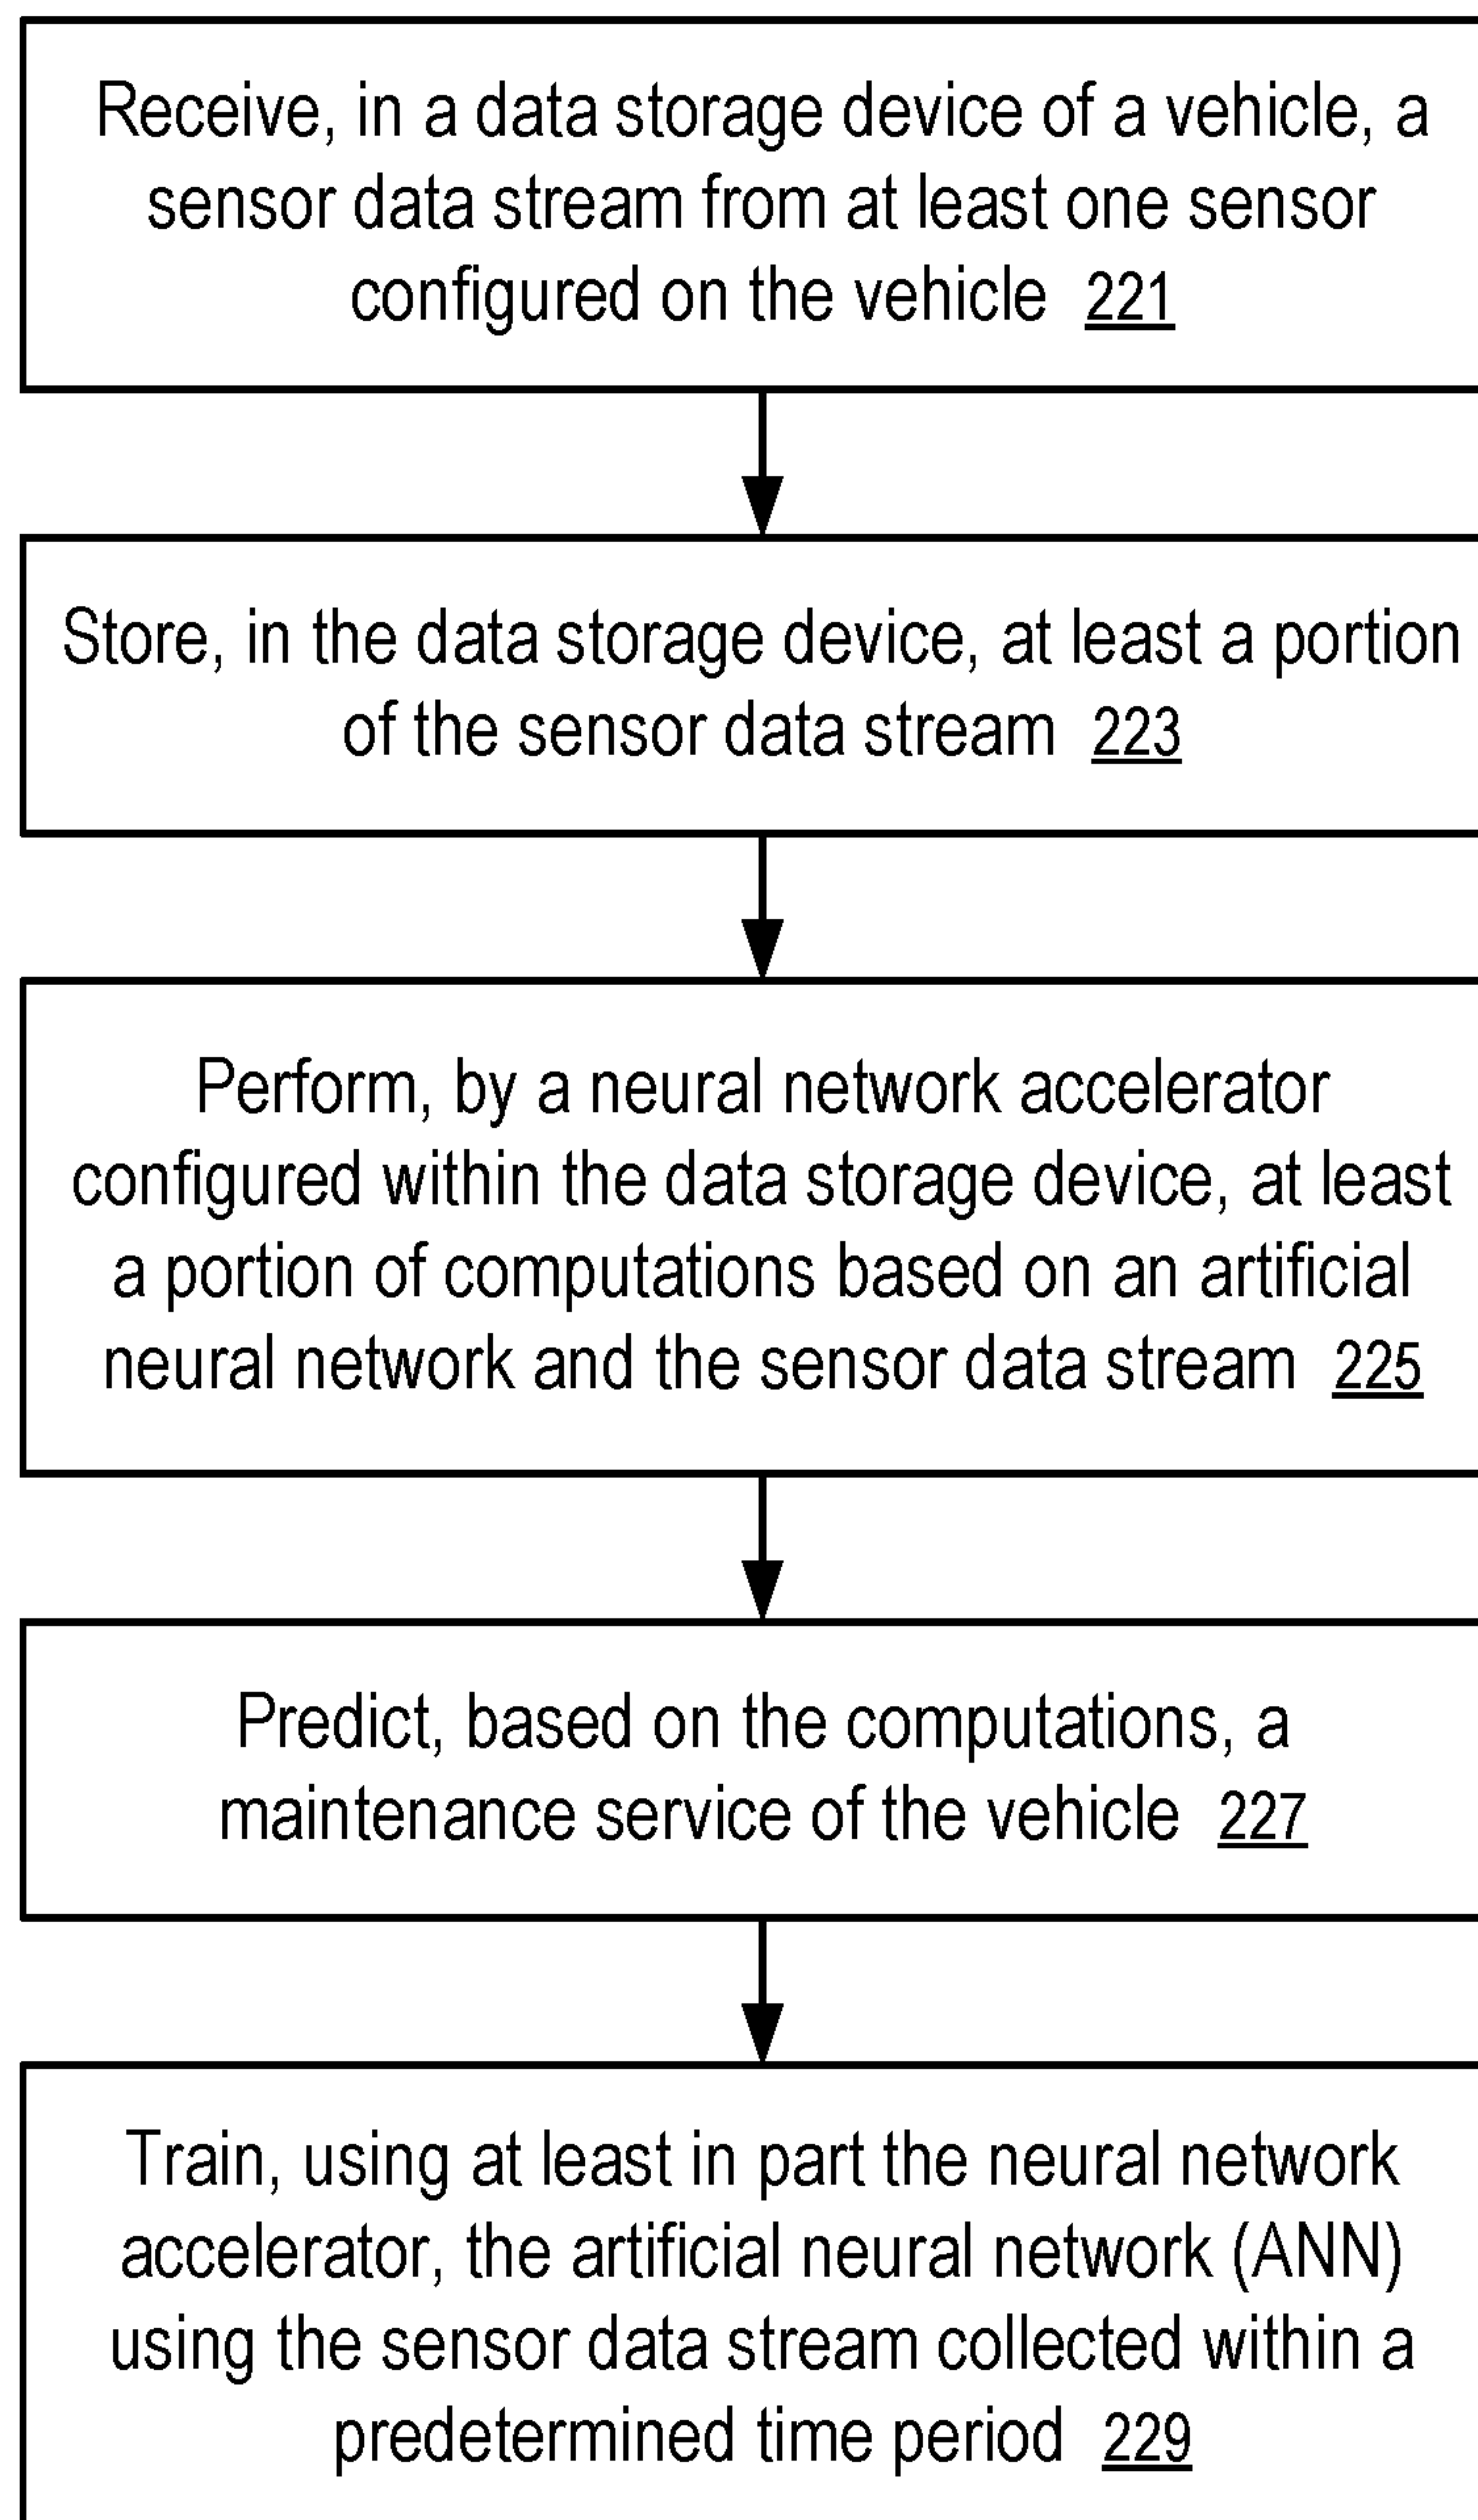 Receive, in a data storage device of a vehicle, a
sensor data stream from at least one sensor
configured on the vehicle 221
Store, in the data storage device, at least a portion
of the sensor data stream 223
Perform, by a neural network accelerator
configured within the data storage device, at least
a portion of computations based on an artificial
neural network and the sensor data stream 225
Predict, based on the computations, a
maintenance service of the vehicle 227
Train, using at least in part the neural network
accelerator, the artificial neural network (ANN)
using the sensor data stream collected within a
predetermined time period 229